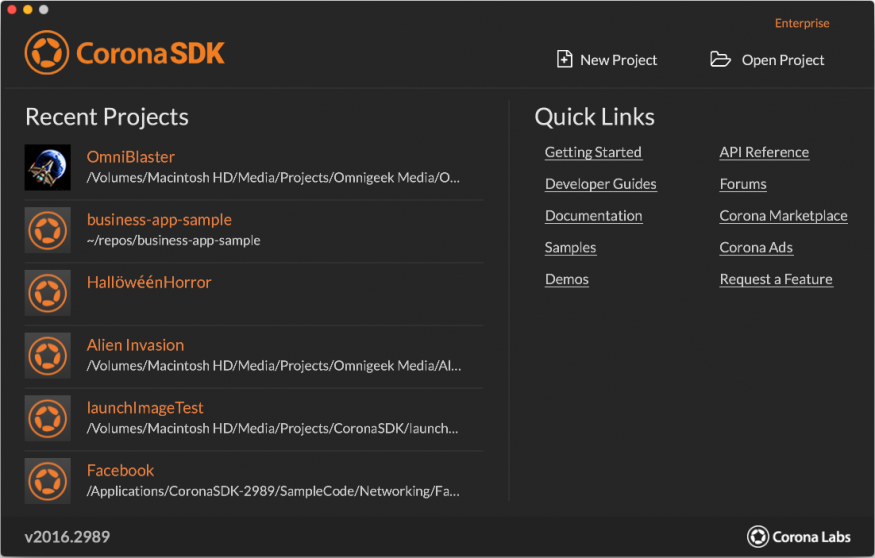 Enterprise
CoronaSDK
New Project
Open Project
Recent Projects
OmniBlaster
/Volumes/Macintosh HD/Media/Projects/Omnigeek Media/O...
business-app-sample
~/repos/business-app-sample
HallöwéénHorror
Alien Invasion
/Volumes/Macintosh HD/Media/Projects/Omnigeek Media/Al...
launchImageTest
/Volumes/Macintosh HD/Media/Projects/CoronaSDK/launch...
Facebook
/Applications/CoronaSDK-2989/SampleCode/Networking/Fa...
Quick Links
Getting Started
API Reference
Developer Guides
Forums
Documentation
Corona Marketplace
Samples
Corona Ads
Demos
Request a Feature
v2016.2989
Corona Labs